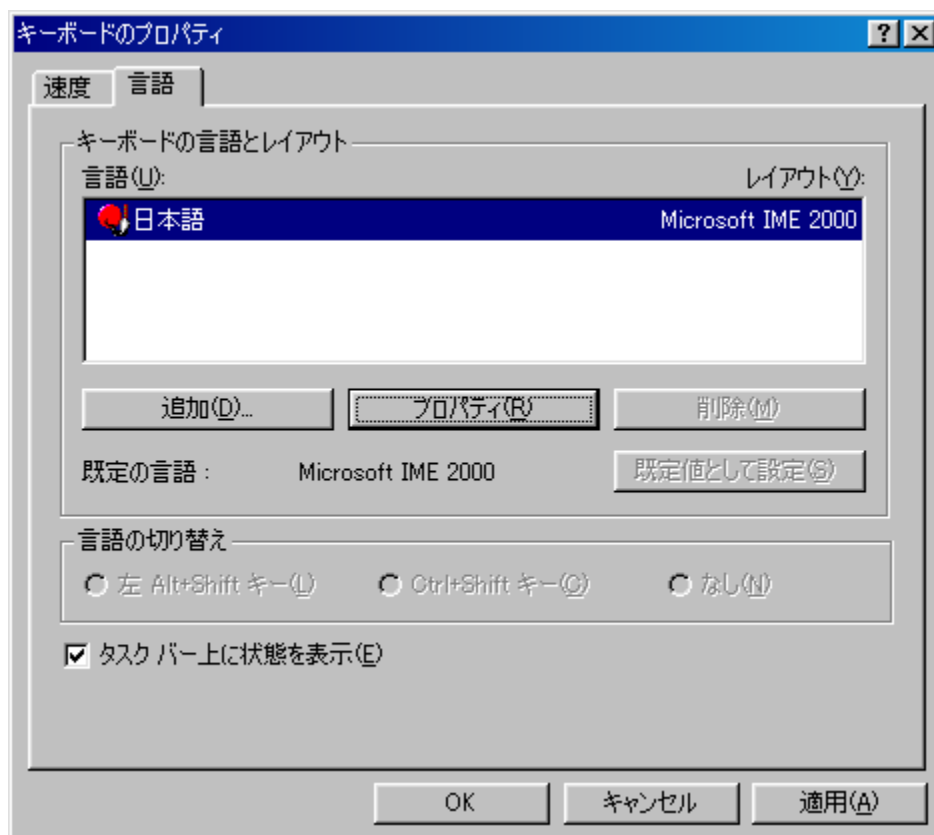 キーボードのプロパティ
速度 言語
キーボードの言語とレイアウト
言語(U): レイアウト(Y):
日本語 Microsoft IME 2000
追加(D)... プロパティ(R) 削除(M)
既定の言語 : Microsoft IME 2000 既定値として設定(S)
言語の切り替え
左 Alt+Shift キー(L) Ctrl+Shift キー(C) なし(N)
タスク バー上に状態を表示(E)
OK キャンセル 適用(A)